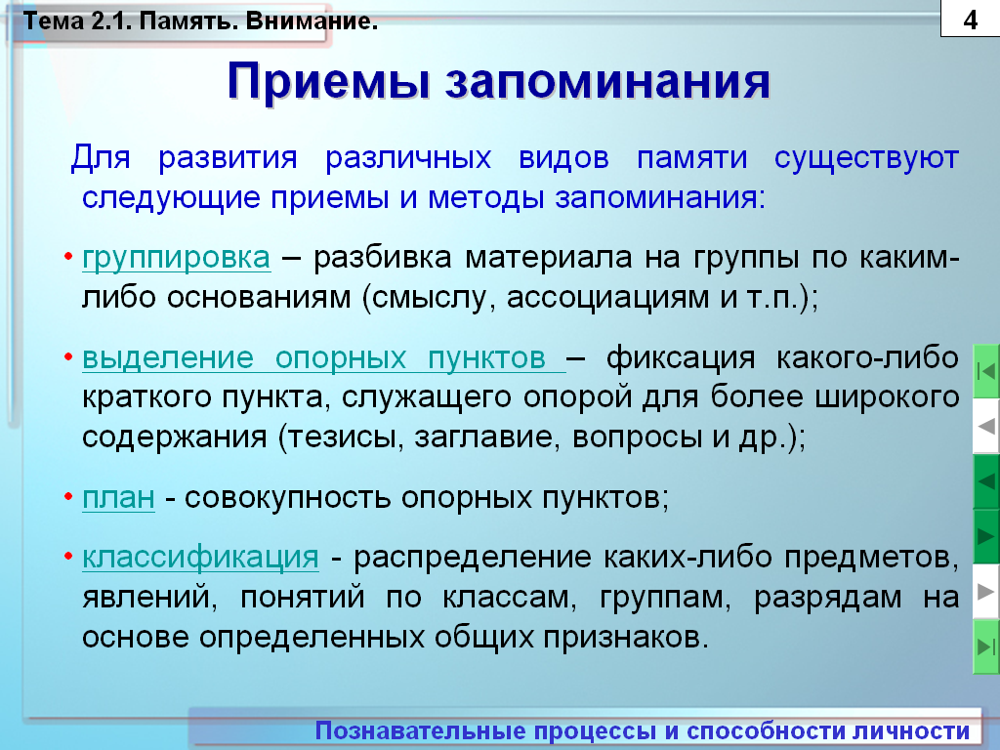 Тема 2.1. Память. Внимание.
4
Приемы запоминания
Для развития различных видов памяти существуют
следующие приемы и методы запоминания:
• группировка – разбивка материала на группы по каким-
либо основаниям (смыслу, ассоциациям и т.п.);
• выделение опорных пунктов – фиксация какого-либо
краткого пункта, служащего опорой для более широкого
содержания (тезисы, заглавие, вопросы и др.);
• план - совокупность опорных пунктов;
• классификация - распределение каких-либо предметов,
явлений, понятий по классам, группам, разрядам на
основе определенных общих признаков.
Познавательные процессы и способности личности